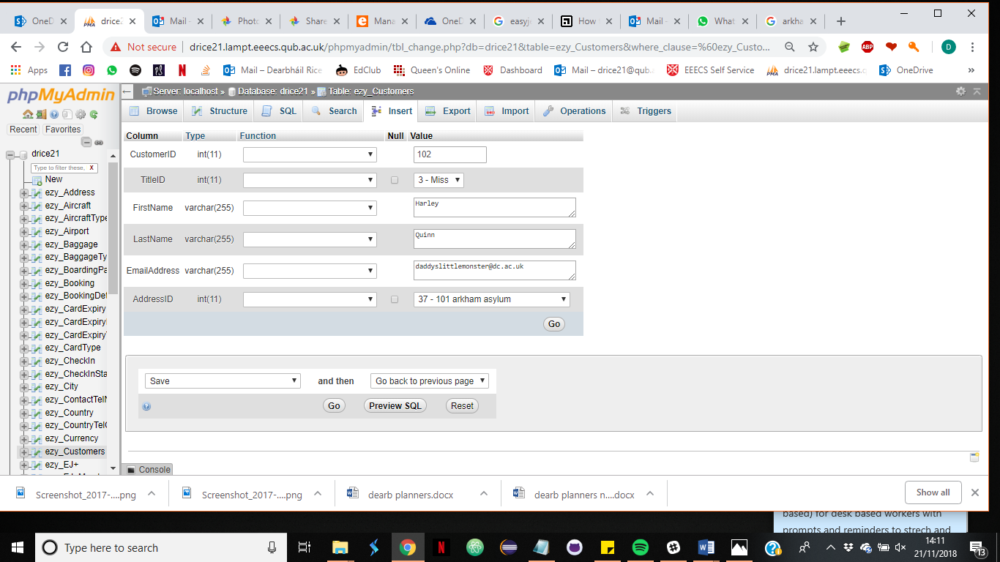 OneD
drice2
Mail -
Photo
Share
Mana
OneD
easyje
How
Mail -
What
arkha
Not secure
drice21.lampt.eeecs.qub.ac.uk/phpmyadmin/tbl_change.php?db=drice21&table=ezy_Customers&where_clause=%60ezy_Custo...
ABP
D
Apps
Mail – Dearbháil Rice
EdClub
Queen's Online
Dashboard
Mail – drice21@qub.
EEECS Self Service
drice21.lampt.eeecs.q
OneDrive
»
phpMyAdmin
Server: localhost » Database: drice21 » Table: ezy_Customers
Browse
Structure
SQL
Search
Insert
Export
Import
Operations
Triggers
Recent
Favorites
drice21
Type to filter these,
X
New
ezy_Address
ezy_Aircraft
ezy_AircraftType
ezy_Airport
ezy_Baggage
ezy_BaggageTy
ezy_BoardingPa
ezy_Booking
ezy_BookingDet
ezy_CardExpiry
ezy_CardExpiry
ezy_CardExpiry
ezy_CardType
ezy_CheckIn
ezy_CheckInSta
ezy_City
ezy_ContactTelN
ezy_Country
ezy_CountryTelC
ezy_Currency
ezy_Customers
ezy_EJ+
Column Type Function Null Value
CustomerID int(11) 102
TitleID int(11) 3 - Miss
FirstName varchar(255) Harley
LastName varchar(255) Quinn
EmailAddress varchar(255) daddyslittlemonster@dc.ac.uk
AddressID int(11) 37 - 101 arkham asylum
Go
Save and then Go back to previous page
Go Preview SQL Reset
Console
Screenshot_2017-....png
Screenshot_2017-....png
dearb planners.docx
dearb planners n....docx
Show all
based) for desk based workers with
prompts and reminders to strech and
Type here to search
14:11
21/11/2018
13